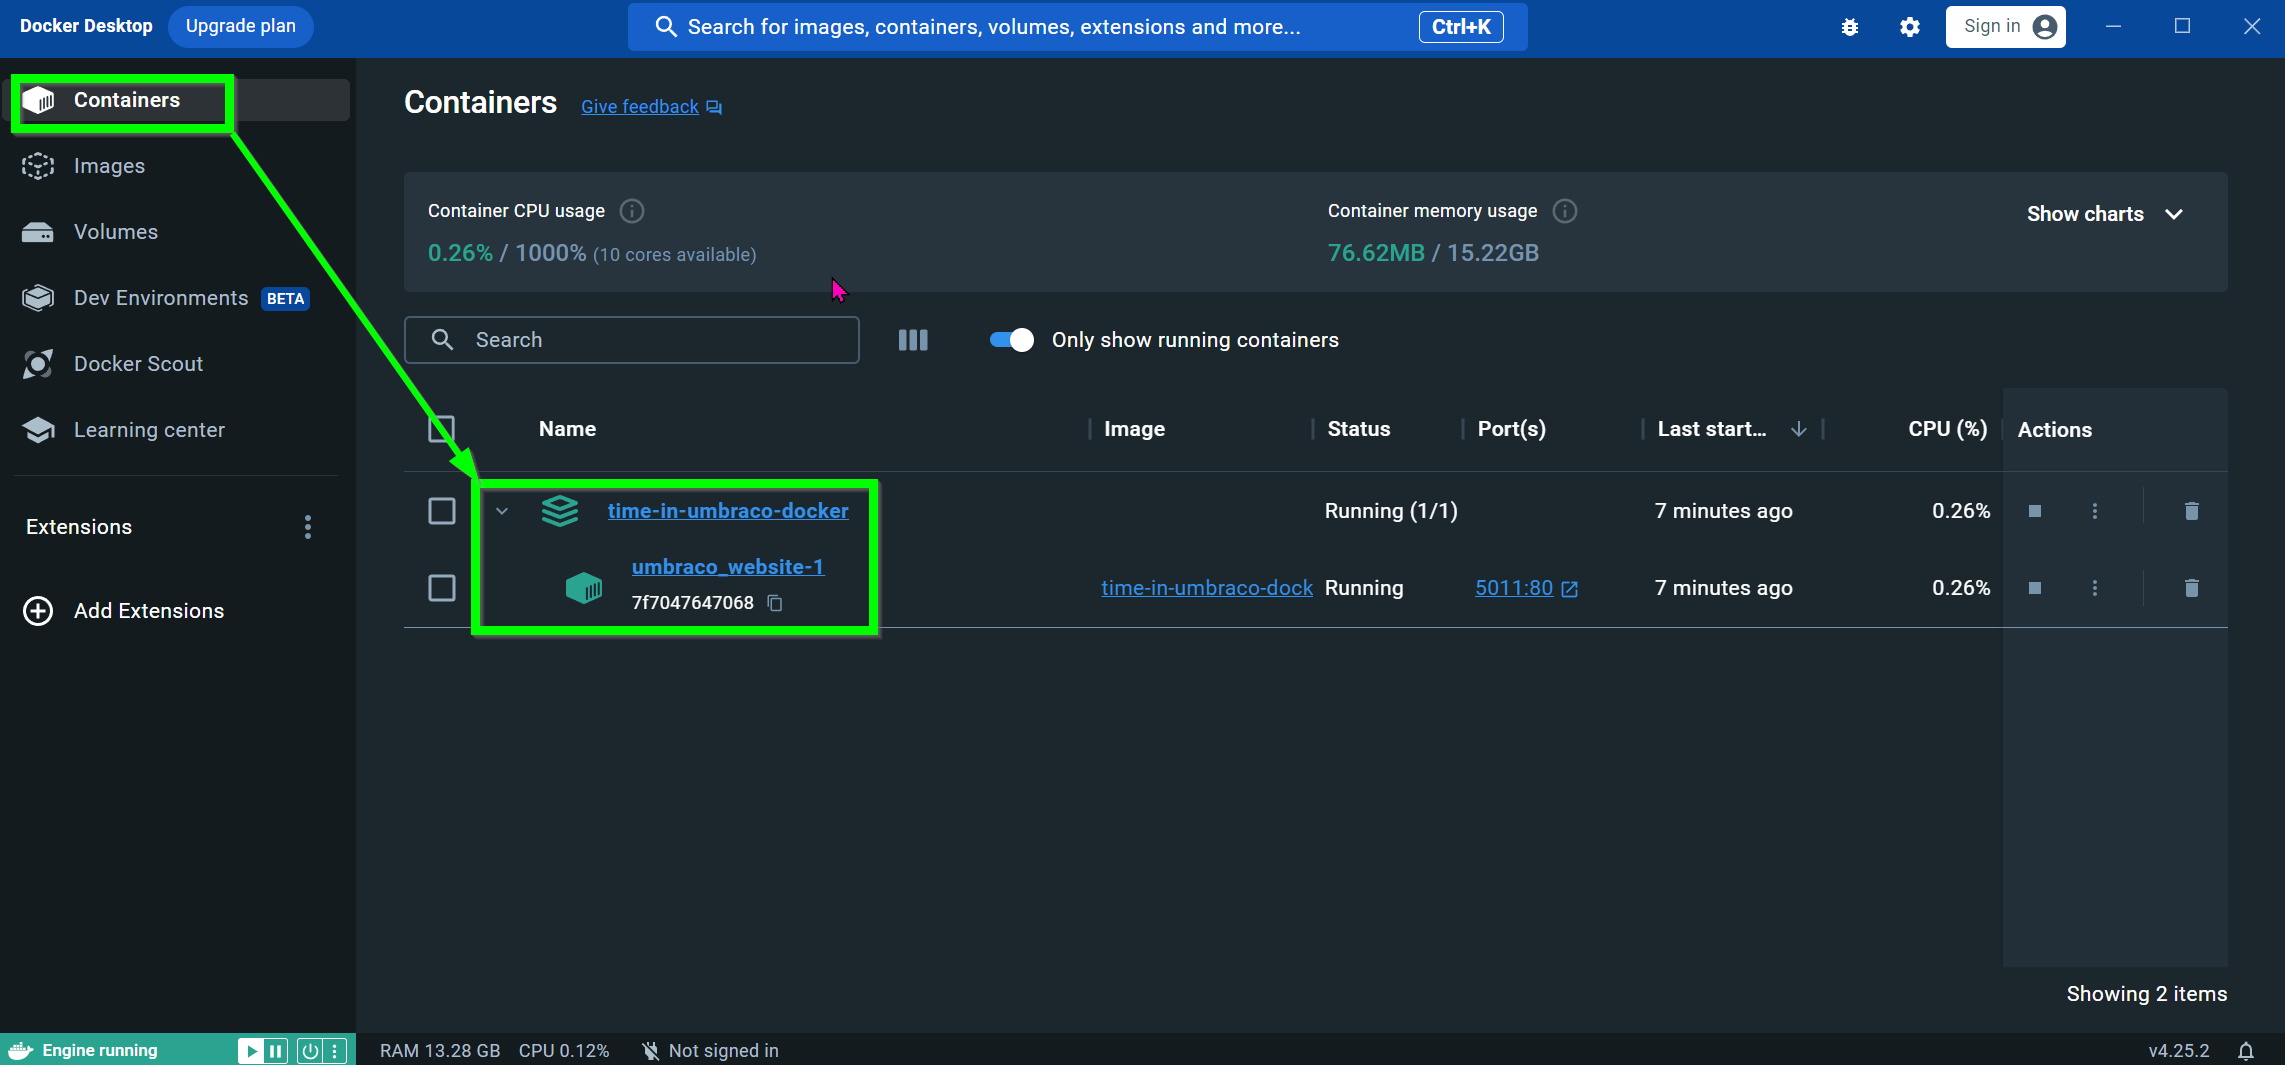 Docker Desktop Upgrade plan Search for images, containers, volumes, extensions and more... Ctrl+K Sign in
Containers
Images
Volumes
Dev Environments BETA
Docker Scout
Learning center
Extensions
Add Extensions
Containers Give feedback
Container CPU usage
0.26% / 1000% (10 cores available)
Container memory usage
76.62MB / 15.22GB
Show charts
Search
Only show running containers
Name Image Status Port(s) Last start... CPU (%) Actions
time-in-umbraco-docker Running (1/1) 7 minutes ago 0.26%
umbraco_website-1
7f7047647068
time-in-umbraco-dock Running 5011:80 7 minutes ago 0.26%
Showing 2 items
Engine running RAM 13.28 GB CPU 0.12% Not signed in v4.25.2